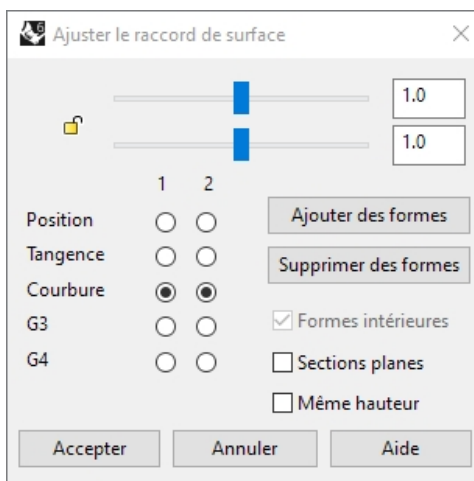 Ajuster le raccord de surface
1.0
1.0
1 2
Position
Tangence
Courbure
G3
G4
Ajouter des formes
Supprimer des formes
Formes intérieures
Sections planes
Même hauteur
Accepter Annuler Aide